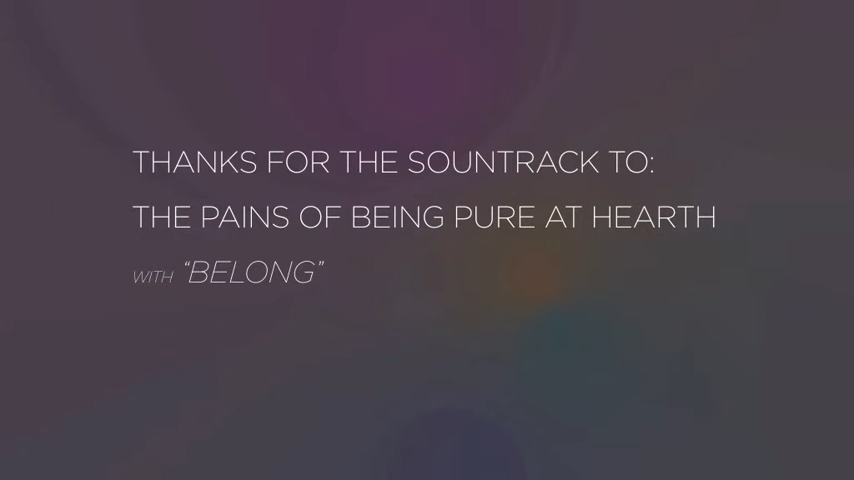 THANKS FOR THE SOUNTRACK TO:
THE PAINS OF BEING PURE AT HEARTH
WITH “BELONG”